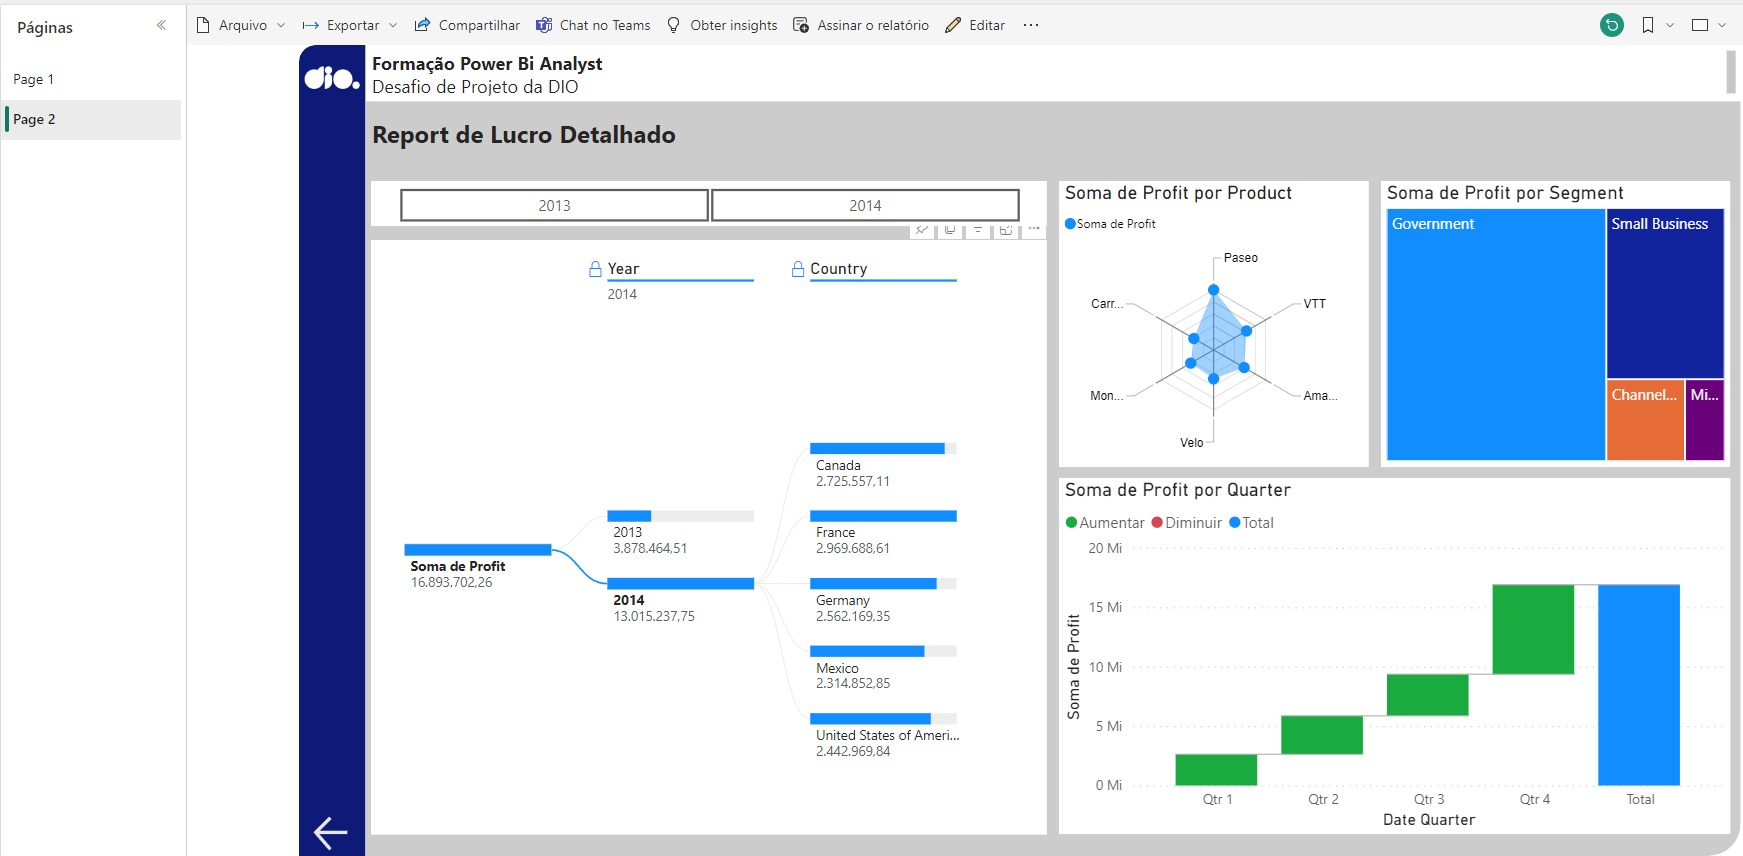 Páginas
Page 1
Page 2
Arquivo
Exportar
Compartilhar
Chat no Teams
Obter insights
Assinar o relatório
Editar
dio.
Formação Power Bi Analyst
Desafio de Projeto da DIO
Report de Lucro Detalhado
2013
2014
Year
2014
Country
Soma de Profit
16.893.702,26
2013
3.878.464,51
2014
13.015.237,75
Canada
2.725.557,11
France
2.969.688,61
Germany
2.562.169,35
Mexico
2.314.852,85
United States of Ameri...
2.442.969,84
Soma de Profit por Product
Soma de Profit
Paseo
VTT
Ama...
Velo
Mon...
Carr...
Soma de Profit por Segment
Government
Small Business
Channel...
Mi...
Soma de Profit por Quarter
Aumentar
Diminuir
Total
Soma de Profit
20 Mi
15 Mi
10 Mi
5 Mi
0 Mi
Qtr 1
Qtr 2
Qtr 3
Qtr 4
Total
Date Quarter